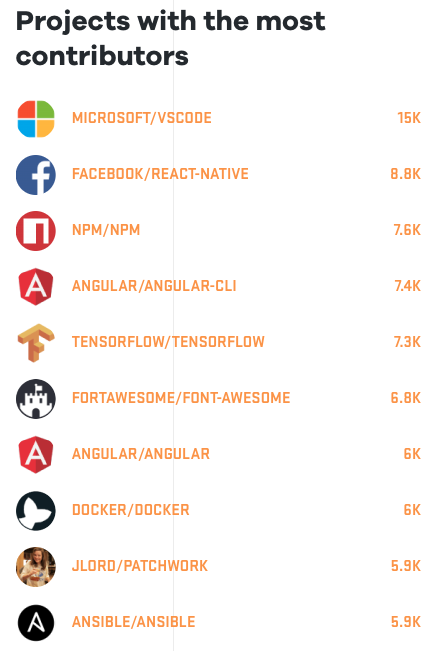 Projects with the most
contributors
MICROSOFT/VSCODE 15K
FACEBOOK/REACT-NATIVE 8.8K
NPM/NPM 7.6K
ANGULAR/ANGULAR-CLI 7.4K
TENSORFLOW/TENSORFLOW 7.3K
FORTAWESOME/FONT-AWESOME 6.8K
ANGULAR/ANGULAR 6K
DOCKER/DOCKER 6K
JLORD/PATCHWORK 5.9K
ANSIBLE/ANSIBLE 5.9K